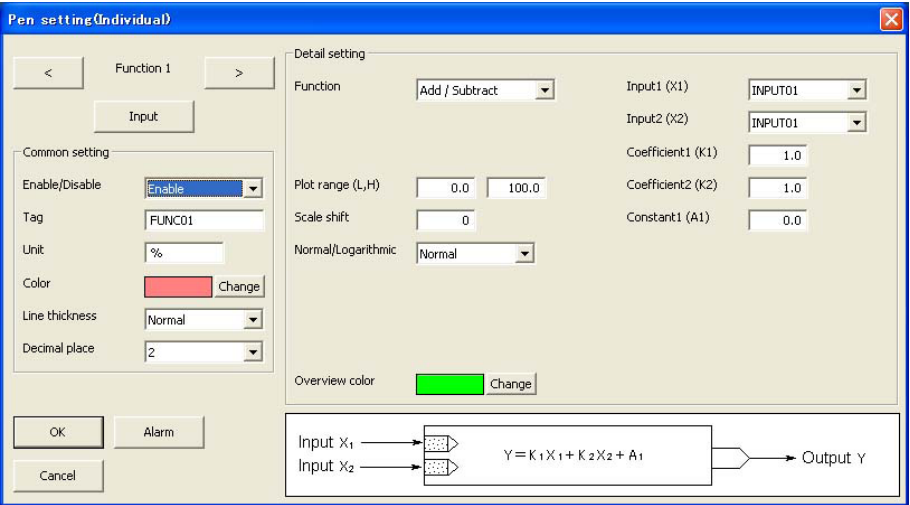 Pen setting(Individual)
< Function 1 >
Input
Common setting
Enable/Disable Enable
Tag FUNC01
Unit %
Color Change
Line thickness Normal
Decimal place 2
OK Alarm
Cancel
Detail setting
Function Add / Subtract Input1 (X1) INPUT01
Input2 (X2) INPUT01
Coefficient1 (K1) 1.0
Plot range (L,H) 0.0 100.0 Coefficient2 (K2) 1.0
Scale shift 0 Constant1 (A1) 0.0
Normal/Logarithmic Normal
Overview color Change
Input X₁
Input X₂
Y=K₁X₁+K₂X₂+A₁
Output Y